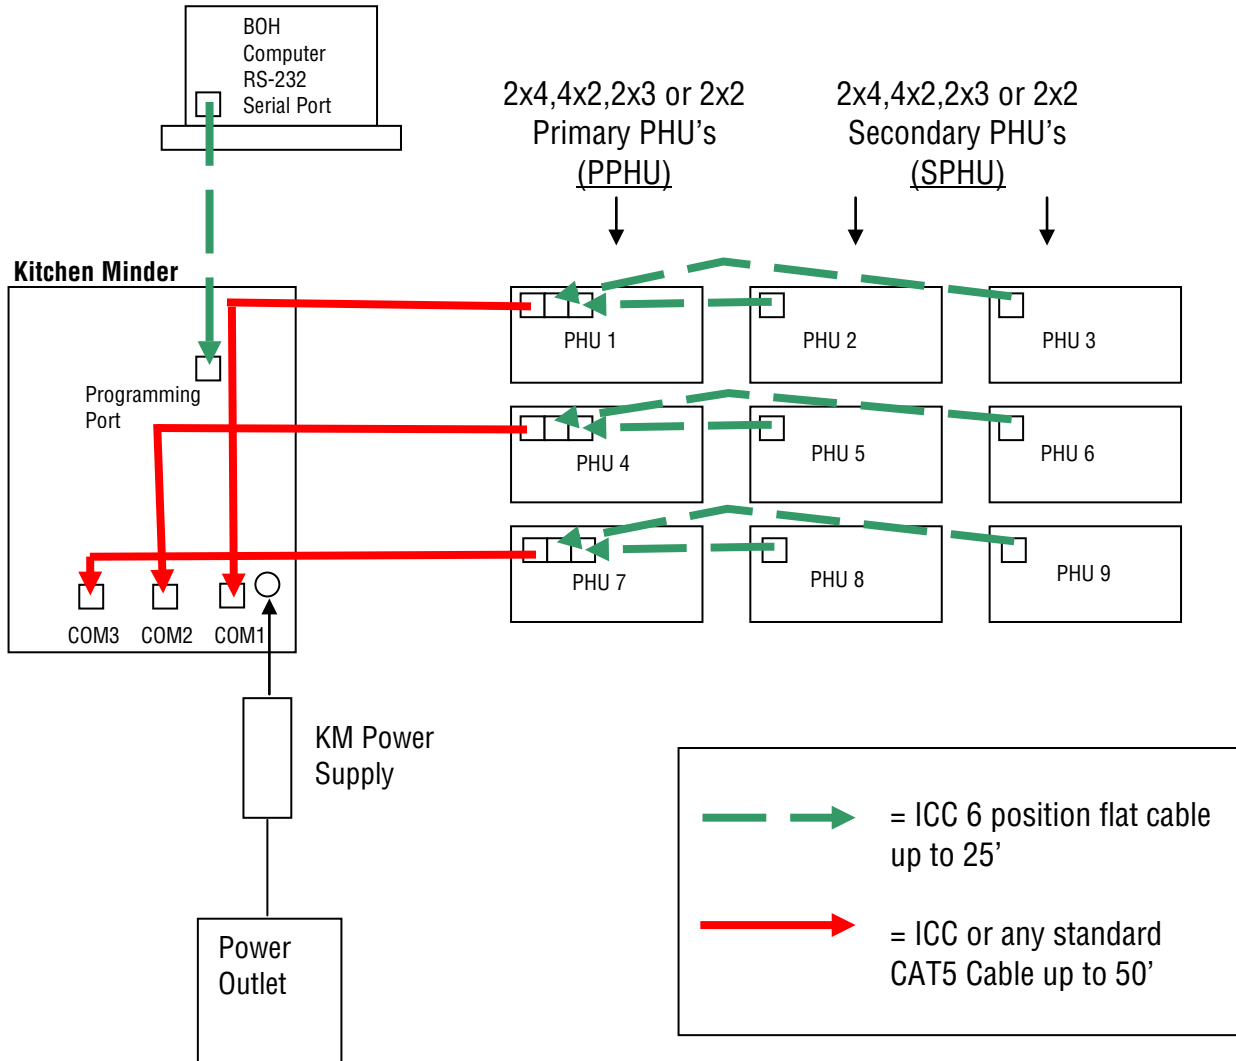 BOH
Computer
RS-232
Serial Port
2x4,4x2,2x3 or 2x2
Primary PHU's
(PPHU)
2x4,4x2,2x3 or 2x2
Secondary PHU's
(SPHU)
Kitchen Minder
Programming
Port
PHU 1
PHU 2
PHU 3
PHU 4
PHU 5
PHU 6
PHU 7
PHU 8
PHU 9
COM3
COM2
COM1
KM Power
Supply
Power
Outlet
= ICC 6 position flat cable
up to 25’
= ICC or any standard
CAT5 Cable up to 50’